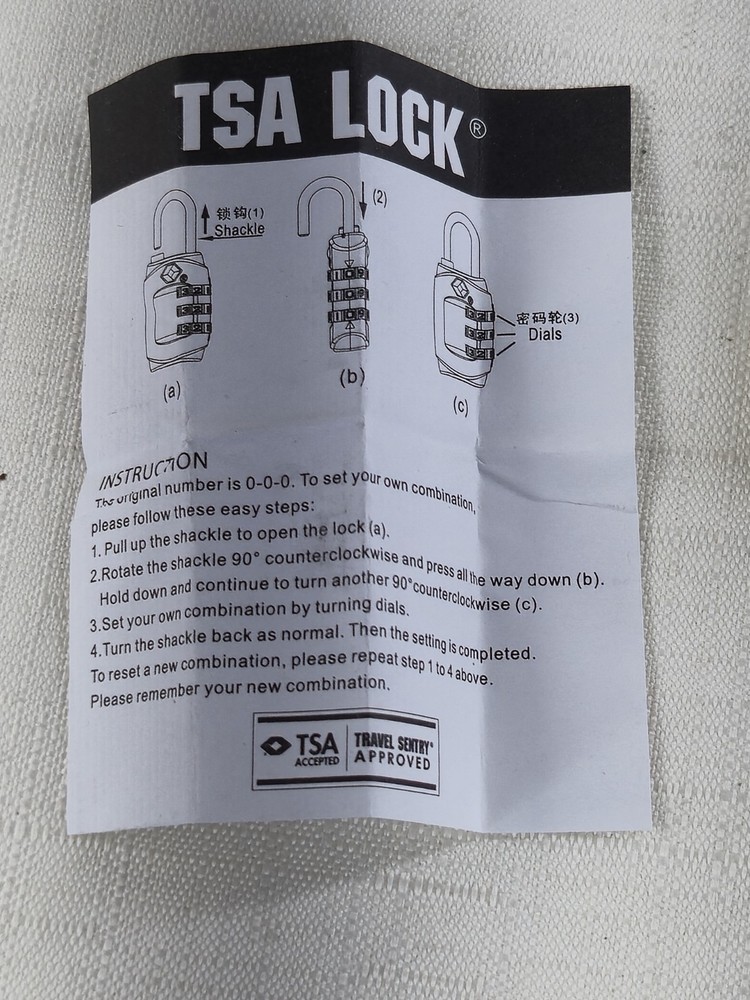 TSA LOCK®
锁钩(1)
Shackle
(2)
密码轮(3)
Dials
(a)
(b)
(c)
INSTRUCTION
The original number is 0-0-0. To set your own combination,
please follow these easy steps:
1. Pull up the shackle to open the lock (a).
2.Rotate the shackle 90° counterclockwise and press all the way down (b).
Hold down and continue to turn another 90°counterclockwise (c).
3.Set your own combination by turning dials.
4.Turn the shackle back as normal. Then the setting is completed.
To reset a new combination, please repeat step 1 to 4 above.
Please remember your new combination.
TSA
ACCEPTED
TRAVEL SENTRY®
APPROVED